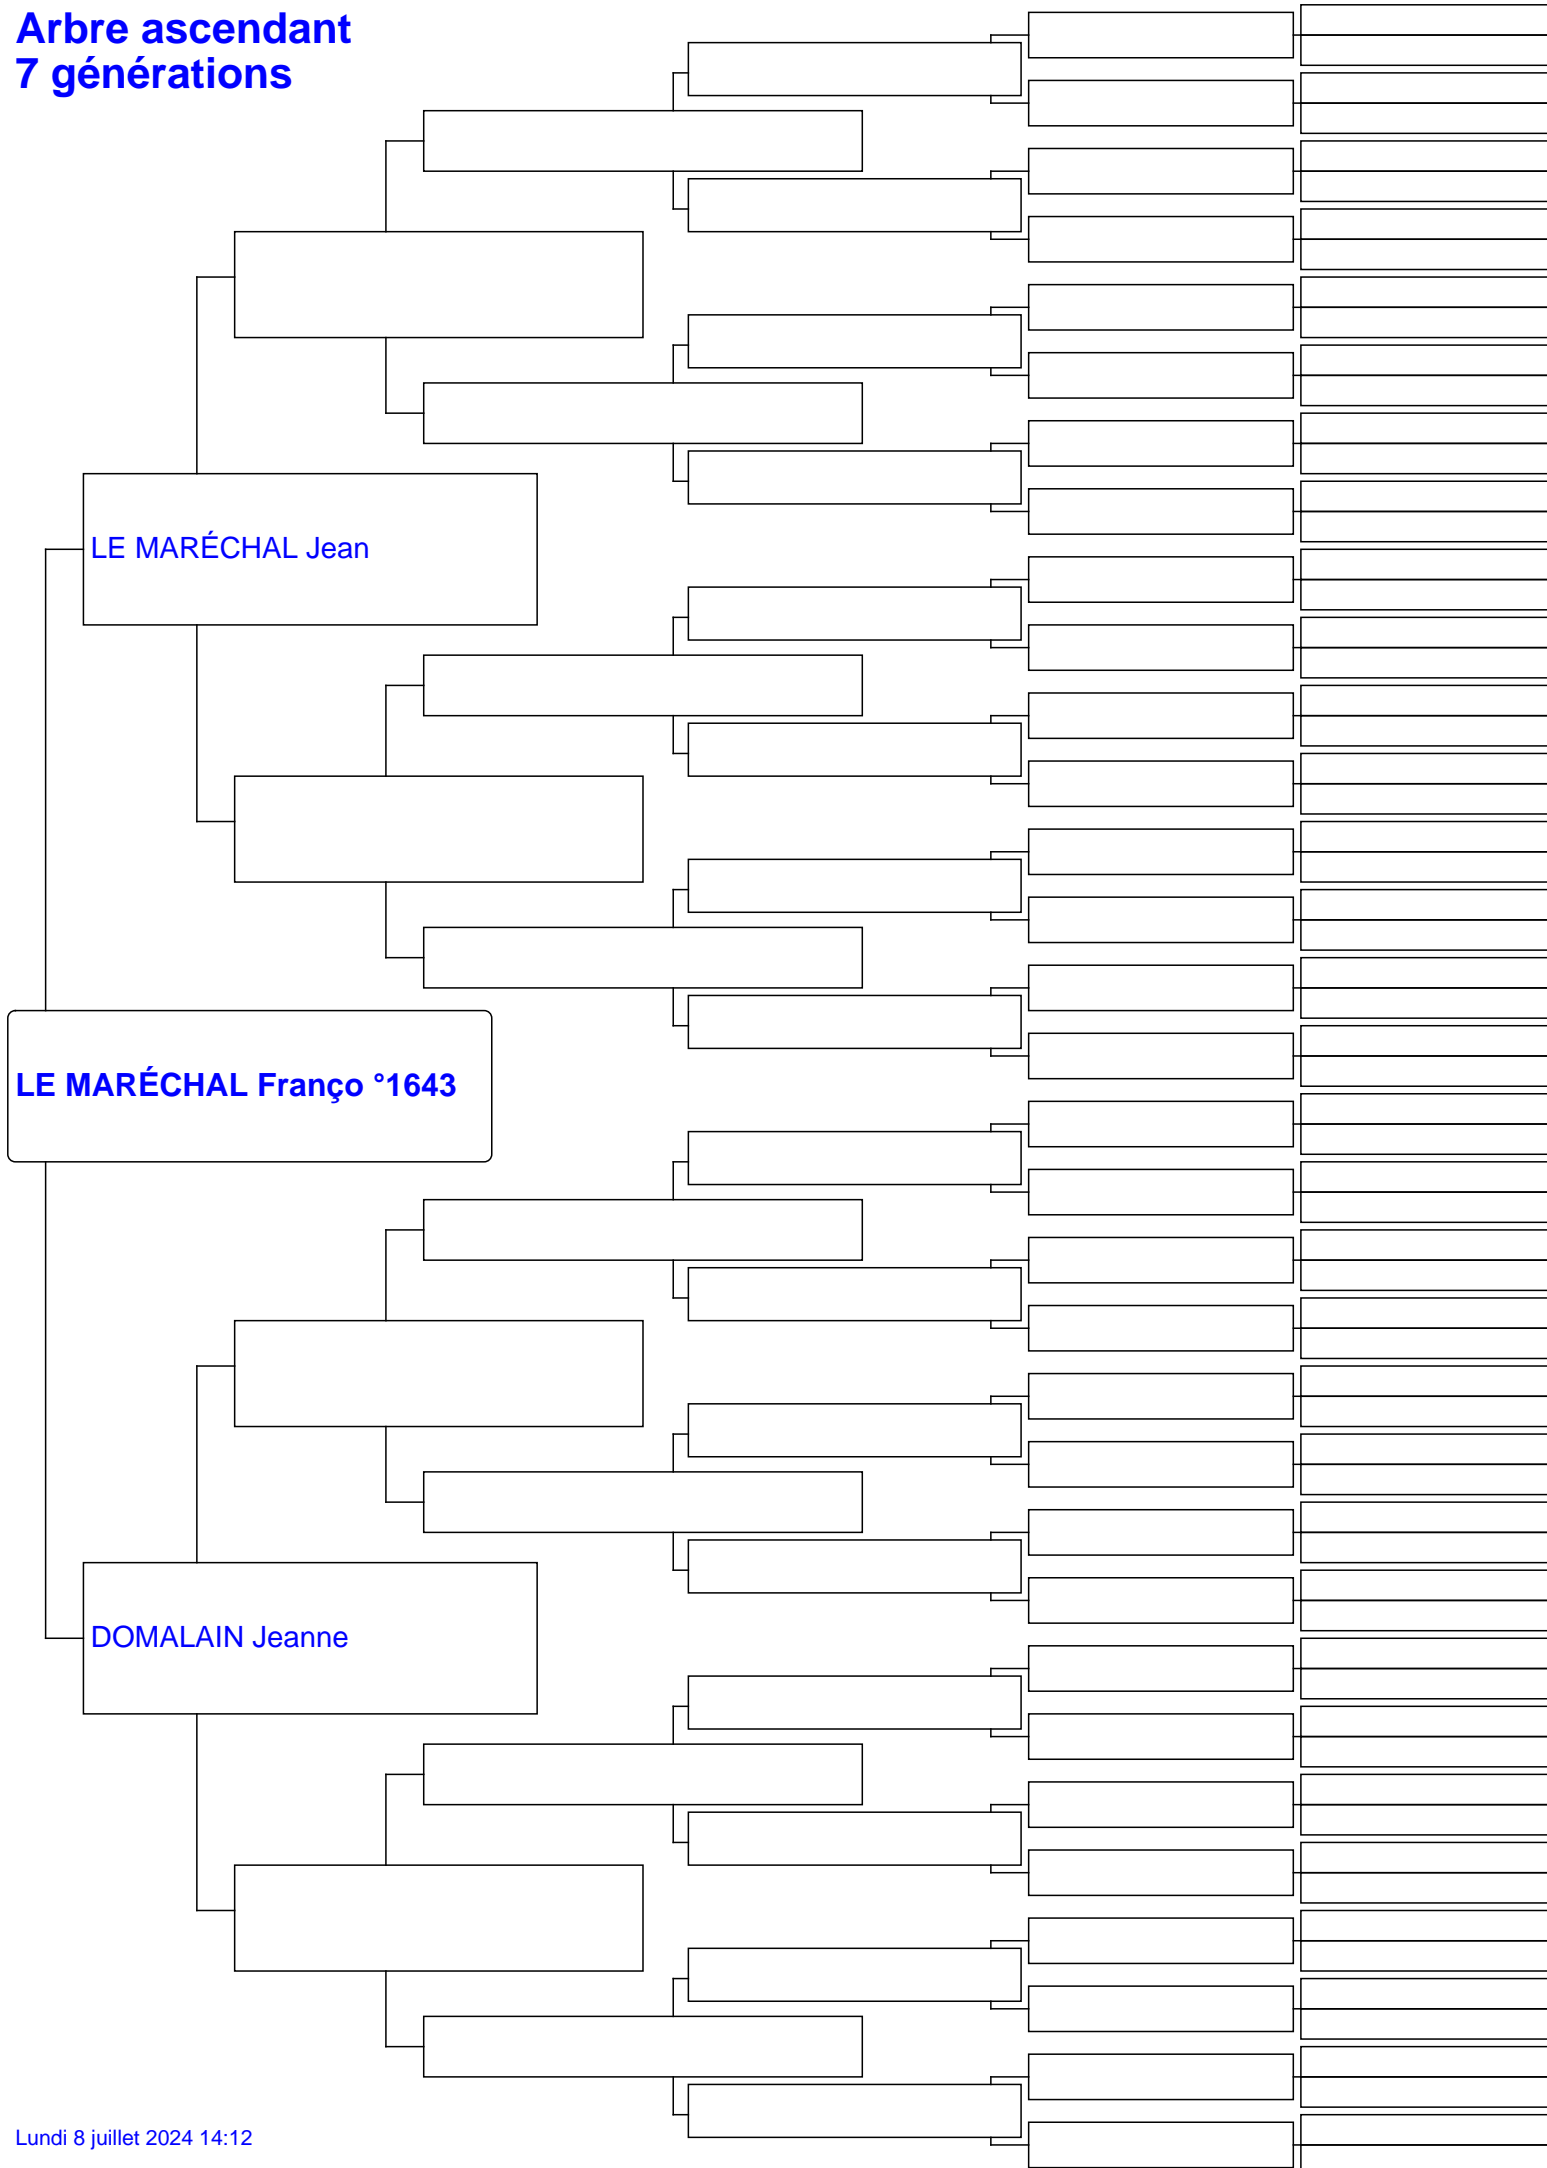 Arbre ascendant
7 générations
LE MARÉCHAL Jean
LE MARÉCHAL Franço °1643
DOMALAIN Jeanne
Lundi 8 juillet 2024 14:12